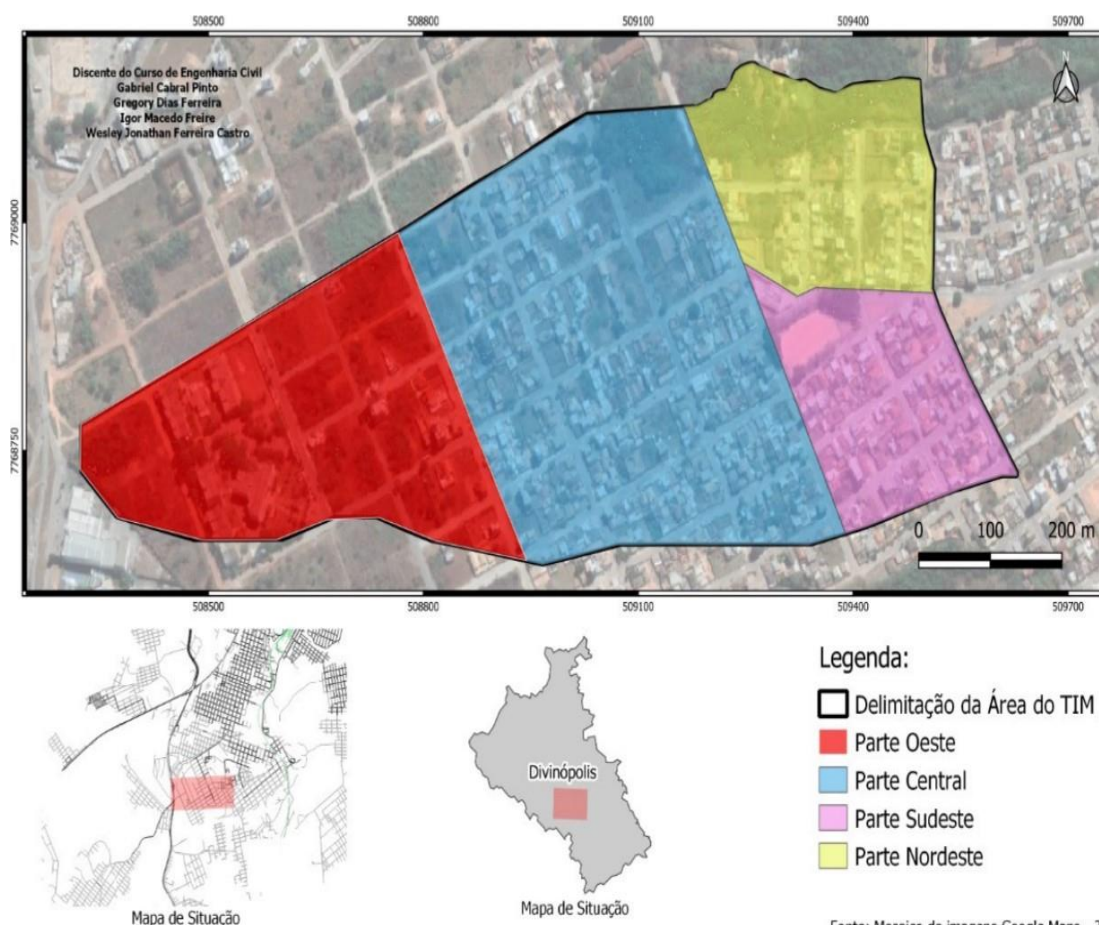 508500 508800 509100 509400 509700
Discente do Curso de Engenharia Civil
Gabriel Cabral Pinto
Gregory Dias Ferreira
Igor Macedo Freire
Wesley Jonathan Ferreira Castro
N
7769000
7768750
0 100 200 m
508500 508800 509100 509400 509700
Divinópolis
Mapa de Situação
Mapa de Situação
Legenda:
Delimitação da Área do TIM
Parte Oeste
Parte Central
Parte Sudeste
Parte Nordeste